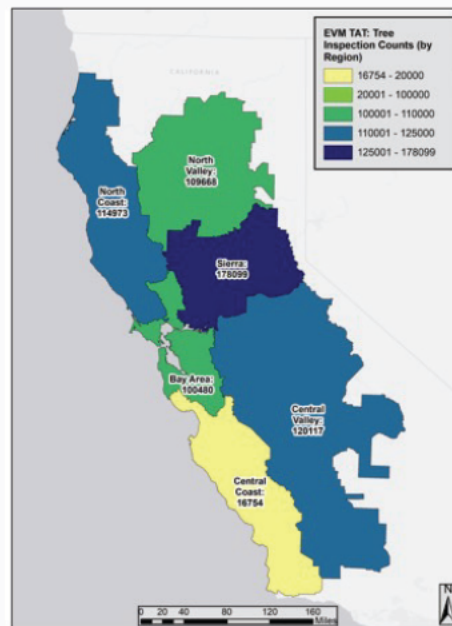 EVM TAT: Tree
Inspection Counts (by
Region)
16754 - 20000
20001 - 100000
100001 - 110000
110001 - 125000
125001 - 178099
CALIFORNIA
North
Valley:
109668
North
Coast:
114973
Sierra:
178099
Bay Area:
100480
Central
Valley:
120117
Central
Coast:
16754
N
0 20 40 80 120 160
Miles